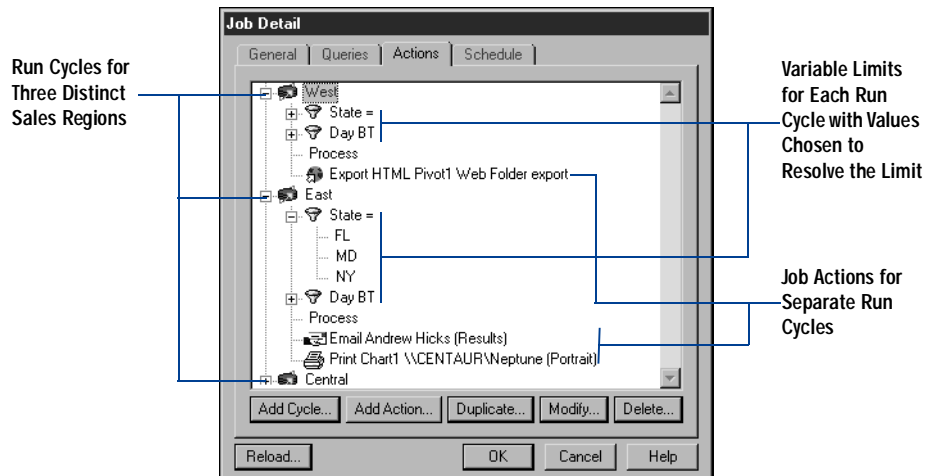 Job Detail
General Queries Actions Schedule
Run Cycles for
Three Distinct
Sales Regions
West
State =
Day BT
Process
Export HTML Pivot1 Web Folder export
East
State =
FL
MD
NY
Day BT
Process
Email Andrew Hicks (Results)
Print Chart1 \\CENTAUR\Neptune (Portrait)
Central
Variable Limits
for Each Run
Cycle with Values
Chosen to
Resolve the Limit
Job Actions for
Separate Run
Cycles
Add Cycle... Add Action... Duplicate... Modify... Delete...
Reload... OK Cancel Help